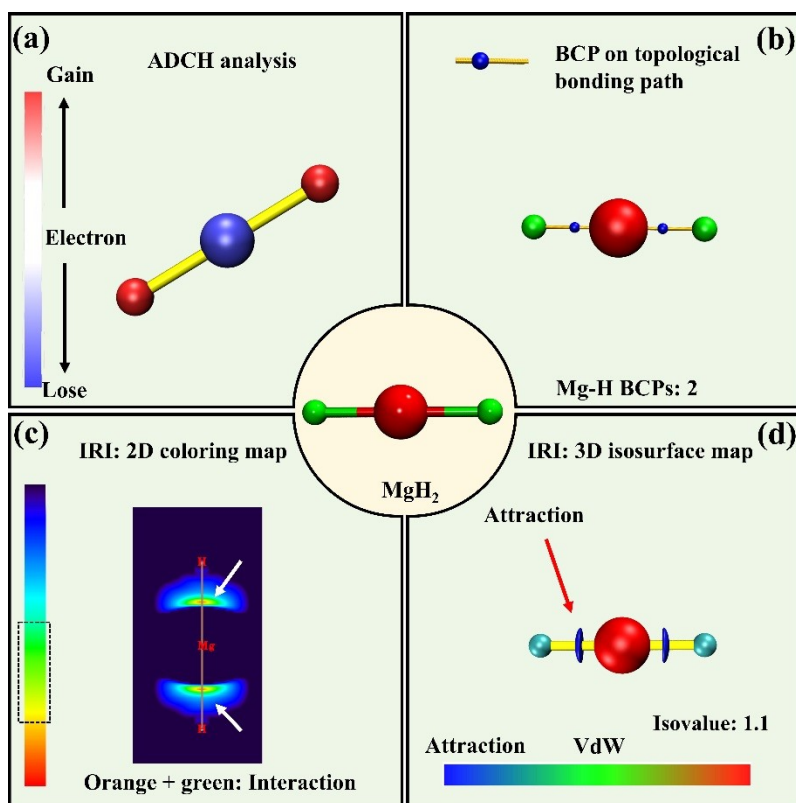 (a)
ADCH analysis
Gain
Electron
Lose
(b)
BCP on topological
bonding path
Mg-H BCPs: 2
MgH₂
(c)
IRI: 2D coloring map
H
Mg
H
Orange + green: Interaction
(d)
IRI: 3D isosurface map
Attraction
Isovalue: 1.1
Attraction
VdW